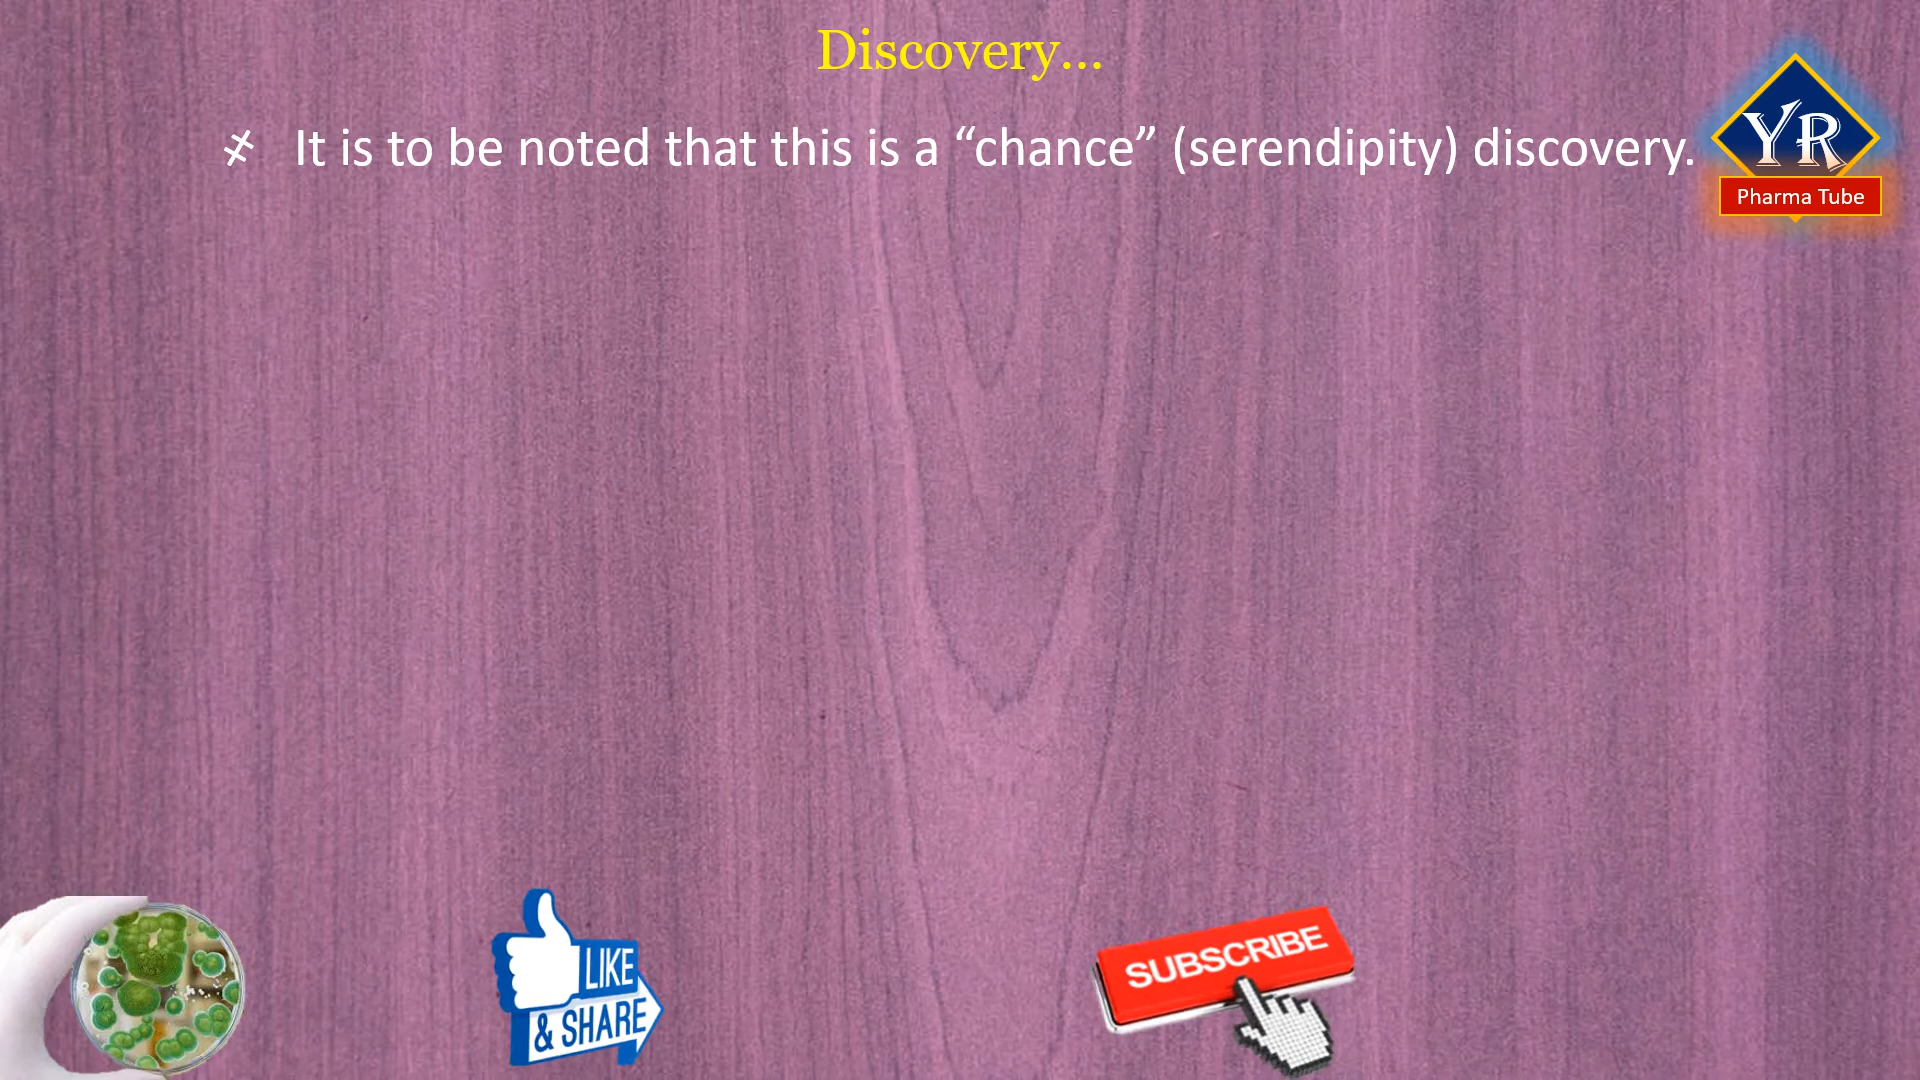 Discovery...
It is to be noted that this is a “chance” (serendipity) discovery.
YR
Pharma Tube
LIKE
& SHARE
SUBSCRIBE